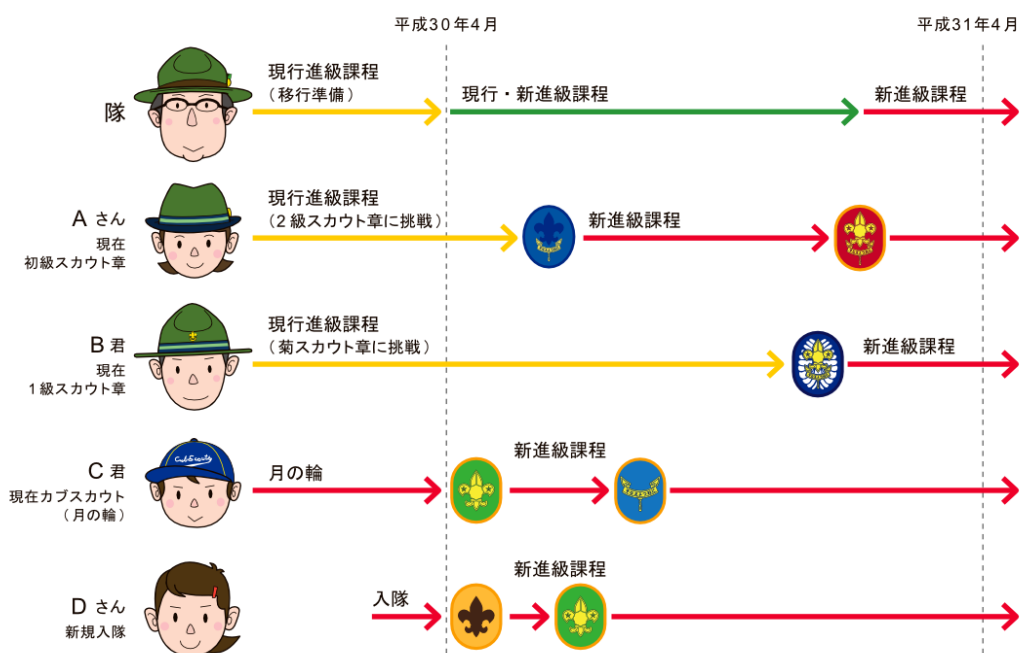 平成30年4月
平成31年4月
隊
現行進級課程
（移行準備）
現行・新進級課程
新進級課程
A さん
現在
初級スカウト章
現行進級課程
（2級スカウト章に挑戦）
新進級課程
B 君
現在
1級スカウト章
現行進級課程
（菊スカウト章に挑戦）
新進級課程
C 君
現在カブスカウト
（月の輪）
Cub Scouts
月の輪
新進級課程
D さん
新規入隊
入隊
新進級課程